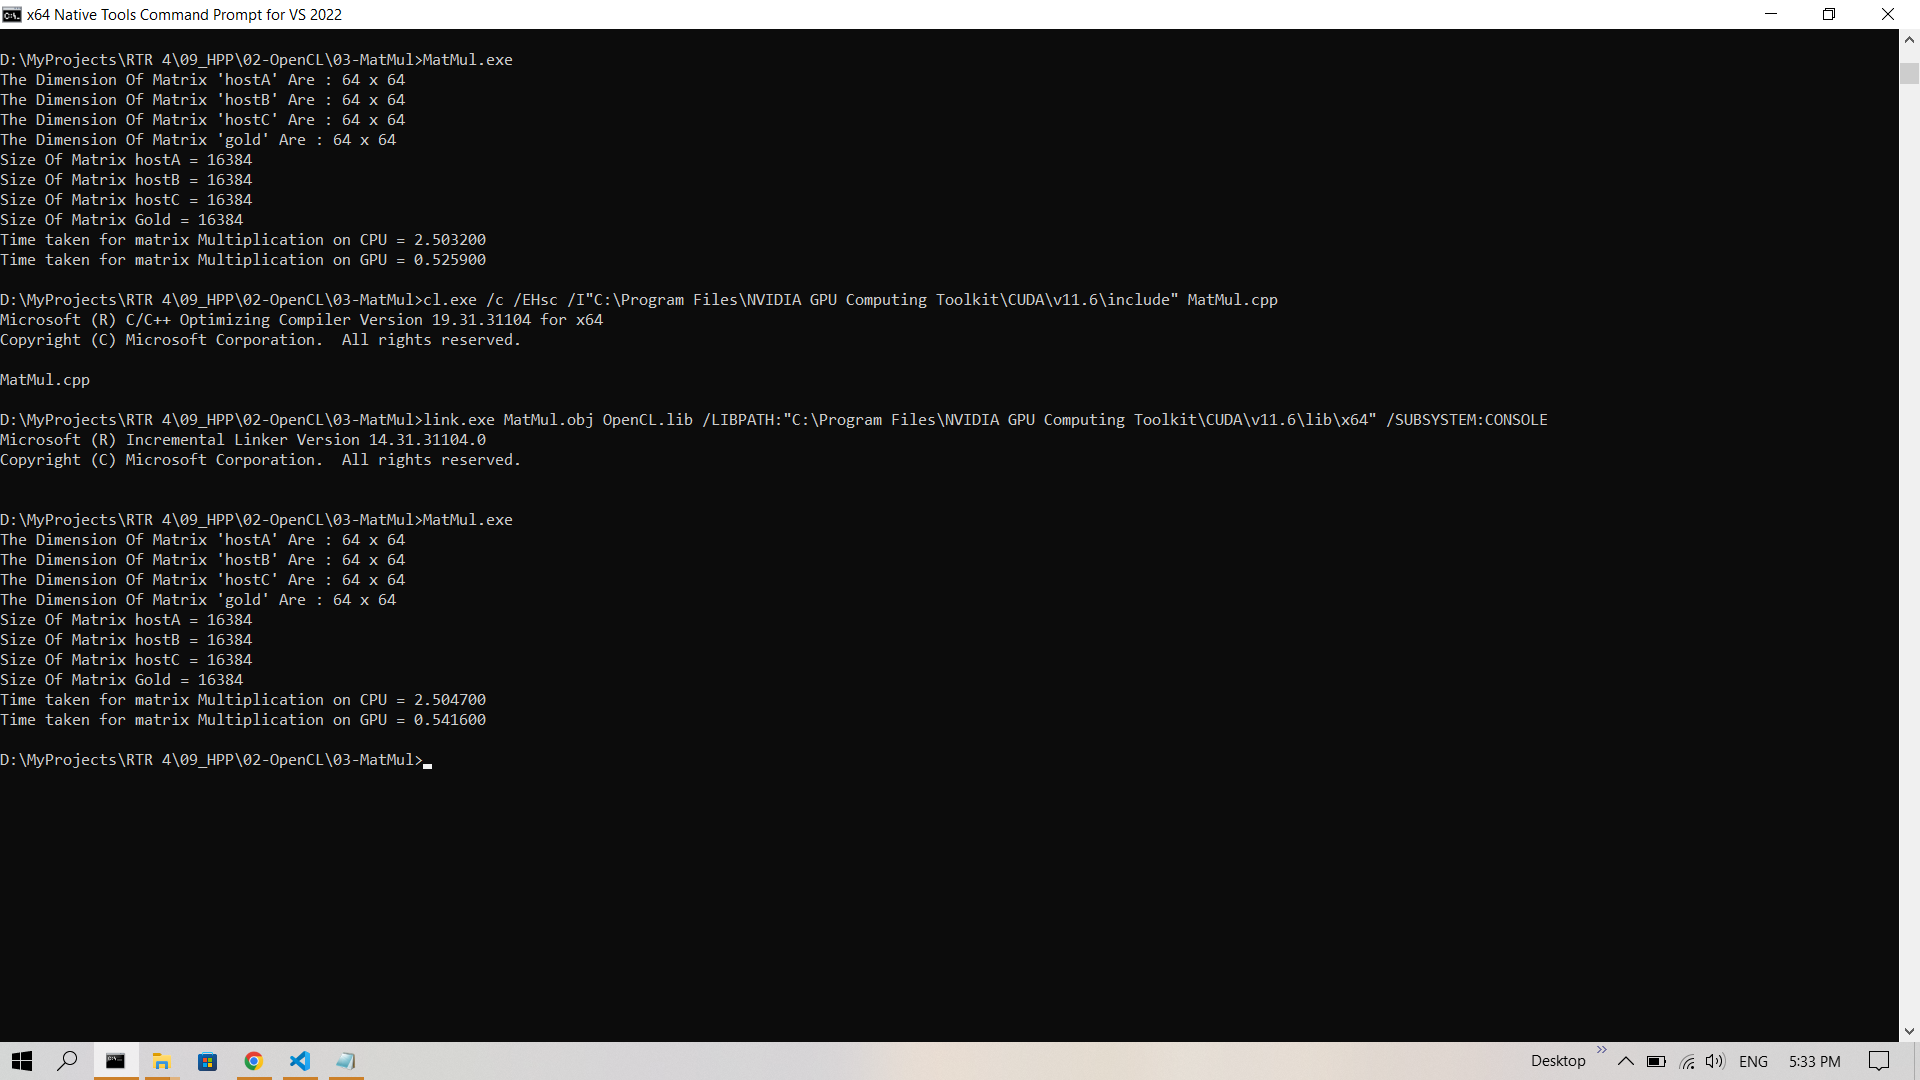 x64 Native Tools Command Prompt for VS 2022
D:\MyProjects\RTR 4\09_HPP\02-OpenCL\03-MatMul>MatMul.exe
The Dimension Of Matrix 'hostA' Are : 64 x 64
The Dimension Of Matrix 'hostB' Are : 64 x 64
The Dimension Of Matrix 'hostC' Are : 64 x 64
The Dimension Of Matrix 'gold' Are : 64 x 64
Size Of Matrix hostA = 16384
Size Of Matrix hostB = 16384
Size Of Matrix hostC = 16384
Size Of Matrix Gold = 16384
Time taken for matrix Multiplication on CPU = 2.503200
Time taken for matrix Multiplication on GPU = 0.525900
D:\MyProjects\RTR 4\09_HPP\02-OpenCL\03-MatMul>cl.exe /c /EHsc /I"C:\Program Files\NVIDIA GPU Computing Toolkit\CUDA\v11.6\include" MatMul.cpp
Microsoft (R) C/C++ Optimizing Compiler Version 19.31.31104 for x64
Copyright (C) Microsoft Corporation.  All rights reserved.
MatMul.cpp
D:\MyProjects\RTR 4\09_HPP\02-OpenCL\03-MatMul>link.exe MatMul.obj OpenCL.lib /LIBPATH:"C:\Program Files\NVIDIA GPU Computing Toolkit\CUDA\v11.6\lib\x64" /SUBSYSTEM:CONSOLE
Microsoft (R) Incremental Linker Version 14.31.31104.0
Copyright (C) Microsoft Corporation.  All rights reserved.
D:\MyProjects\RTR 4\09_HPP\02-OpenCL\03-MatMul>MatMul.exe
The Dimension Of Matrix 'hostA' Are : 64 x 64
The Dimension Of Matrix 'hostB' Are : 64 x 64
The Dimension Of Matrix 'hostC' Are : 64 x 64
The Dimension Of Matrix 'gold' Are : 64 x 64
Size Of Matrix hostA = 16384
Size Of Matrix hostB = 16384
Size Of Matrix hostC = 16384
Size Of Matrix Gold = 16384
Time taken for matrix Multiplication on CPU = 2.504700
Time taken for matrix Multiplication on GPU = 0.541600
D:\MyProjects\RTR 4\09_HPP\02-OpenCL\03-MatMul>
Desktop ENG 5:33 PM